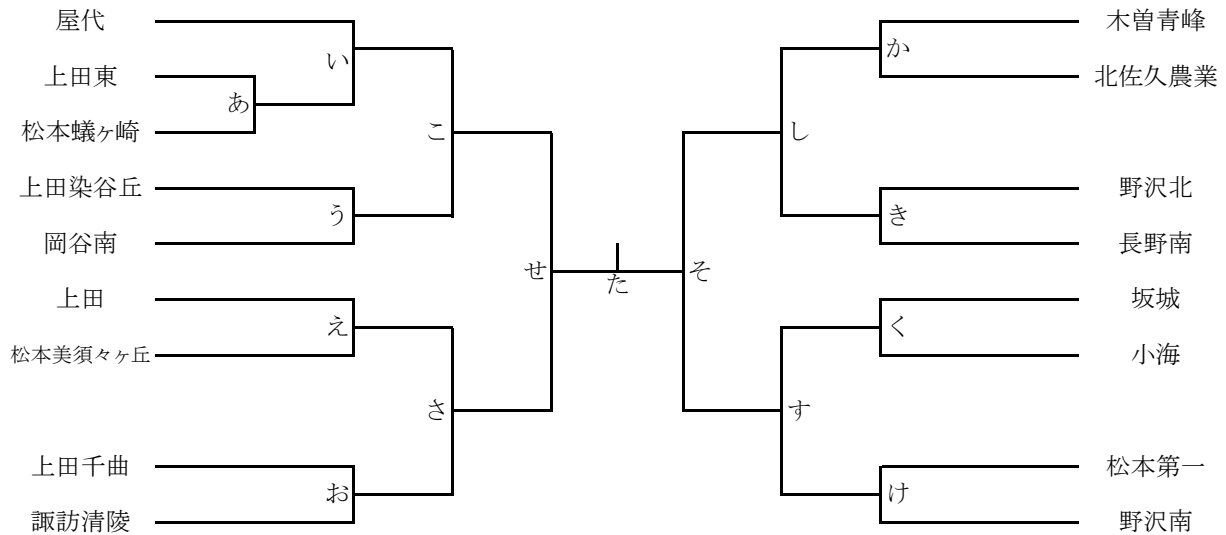 屋代
い
上田東
あ
松本蟻ヶ崎
こ
上田染谷丘
う
岡谷南
せ
上田
え
松本美須々ヶ丘
さ
上田千曲
お
諏訪清陵
た
木曽青峰
か
北佐久農業
し
野沢北
き
長野南
そ
坂城
く
小海
す
松本第一
け
野沢南